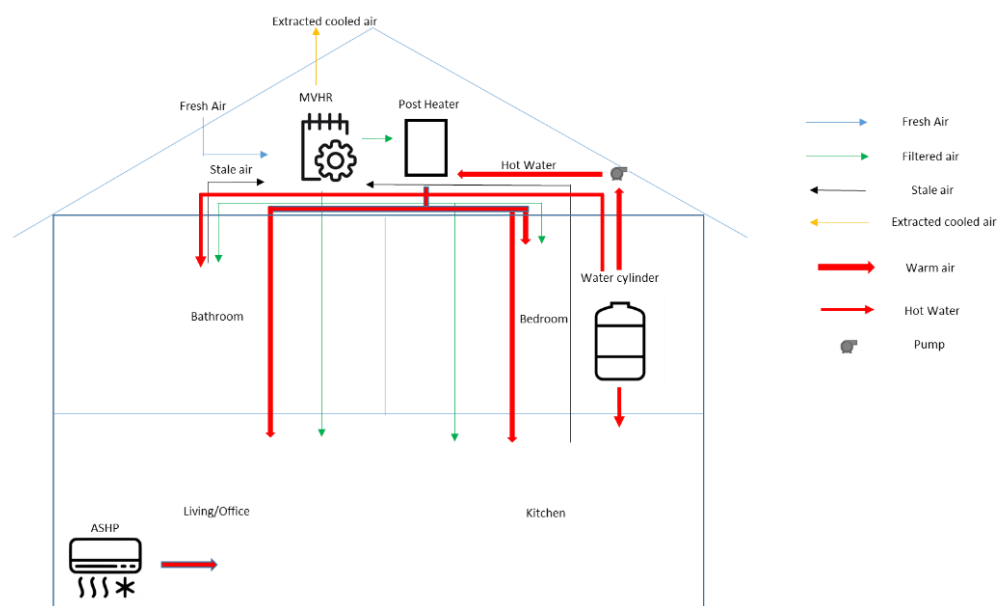 Extracted cooled air
MVHR
Post Heater
Fresh Air
Stale air
Hot Water
Water cylinder
Bathroom
Bedroom
Living/Office
Kitchen
ASHP
Fresh Air
Filtered air
Stale air
Extracted cooled air
Warm air
Hot Water
Pump